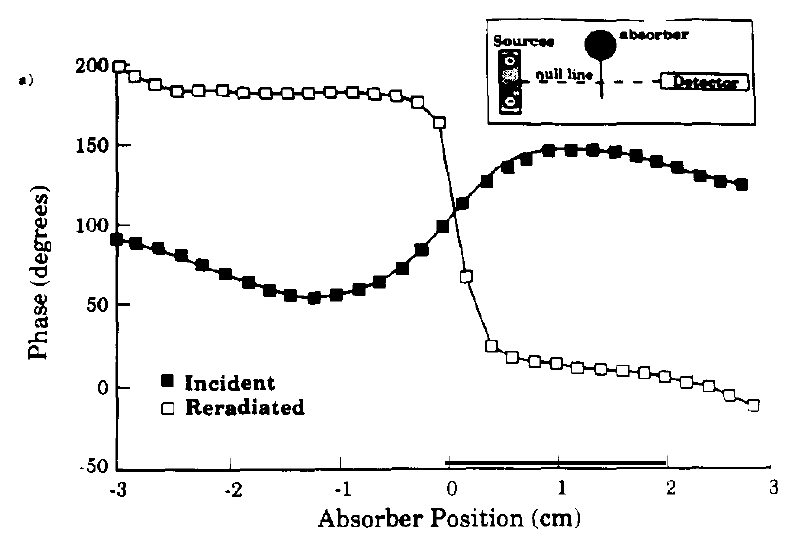 a)
Sources
absorber
null line
Detector
200
150
100
50
0
-50
Phase (degrees)
Incident
Reradiated
-3 -2 -1 0 1 2 3
Absorber Position (cm)